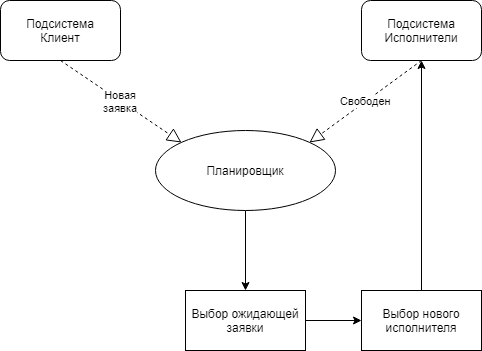 Подсистема
Клиент
Подсистема
Исполнители
Новая
заявка
Свободен
Планировщик
Выбор ожидающей
заявки
Выбор нового
исполнителя